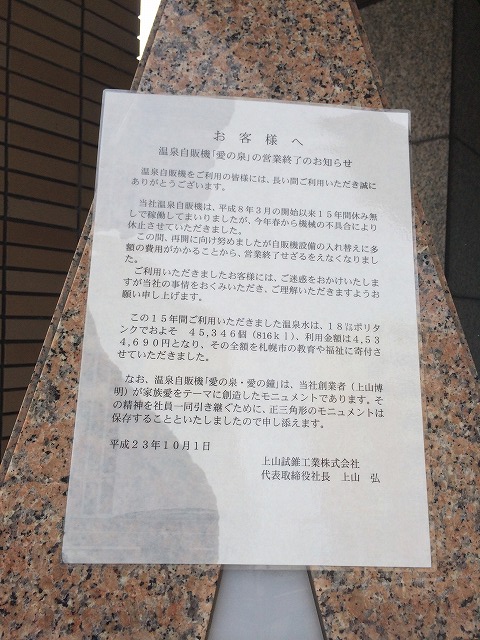 お客様へ
温泉自販機「愛の泉」の営業終了のお知らせ
温泉自販機をご利用の皆様には、長い間ご利用いただき誠に
ありがとうございます。
当社温泉自販機は、平成８年３月の開始以来１５年間休み無
しで稼働してまいりましたが、今年春から機械の不具合により
休止させていただきました。
この間、再開に向け努めましたが自販機設備の入れ替えに多
額の費用がかかることから、営業終了せざるをえなくなりまし
た。
ご利用いただきましたお客様には、ご迷惑をおかけいたしま
すが当社の事情をおくみいただき、ご理解いただきますようお
願い申し上げます。
この１５年間ご利用いただきました温泉水は、１８㍑ポリタ
ンクでおよそ ４５,３４６個（816ｋｌ）、利用金額は４,５３
４,６９０円となり、その全額を札幌市の教育や福祉に寄付さ
せていただきました。
なお、温泉自販機「愛の泉・愛の鐘」は、当社創業者（上山博
明）が家族愛をテーマに創造したモニュメントであります。そ
の精神を社員一同引き継ぐために、正三角形のモニュメントは
保存することといたしましたので申し添えます。
平成２３年１０月１日
上山試錐工業株式会社
代表取締役社長 上山 弘